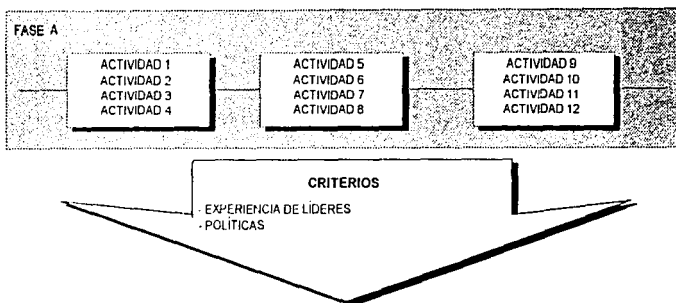 FASE A
ACTIVIDAD 1
ACTIVIDAD 2
ACTIVIDAD 3
ACTIVIDAD 4
ACTIVIDAD 5
ACTIVIDAD 6
ACTIVIDAD 7
ACTIVIDAD 8
ACTIVIDAD 9
ACTIVIDAD 10
ACTIVIDAD 11
ACTIVIDAD 12
CRITERIOS
- EXPERIENCIA DE LÍDERES
- POLÍTICAS